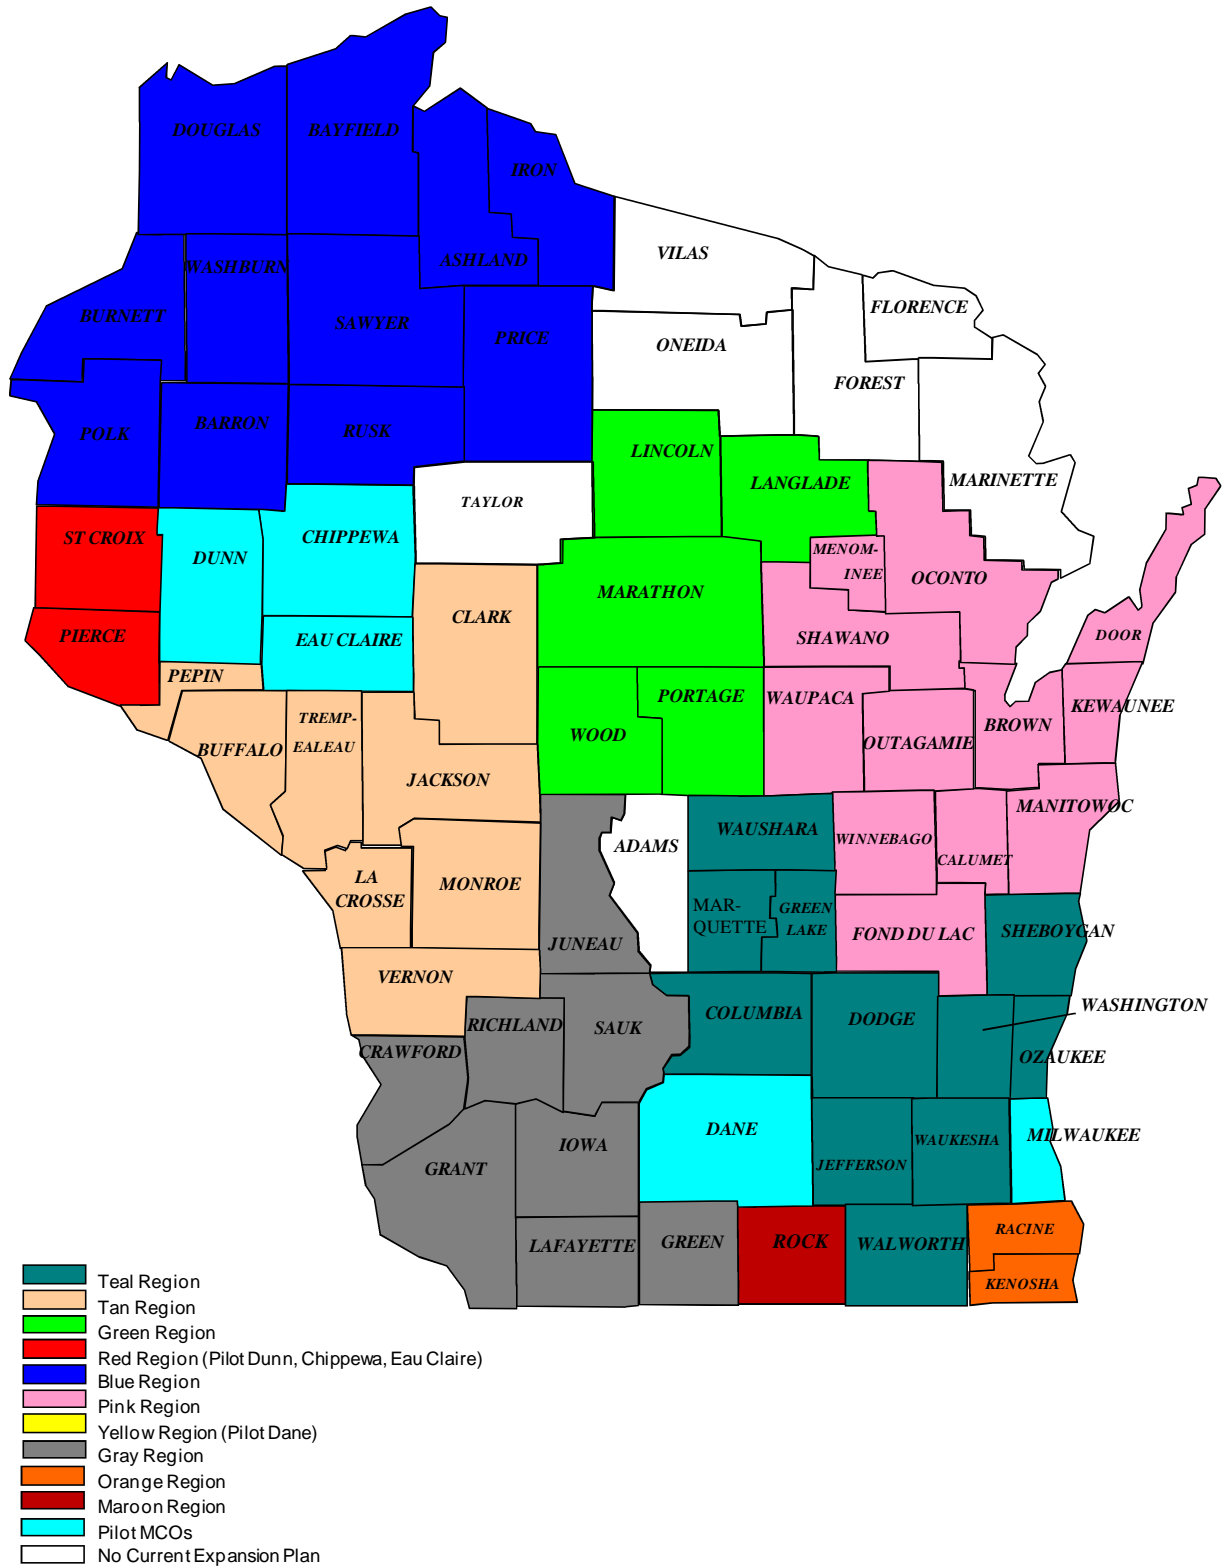 DOUGLAS
BAYFIELD
IRON
ASHLAND
VILAS
WASHBURN
BURNETT
SAWYER
PRICE
FLORENCE
ONEIDA
FOREST
POLK
BARRON
RUSK
LINCOLN
LANGLADE
MARINETTE
TAYLOR
ST CROIX
DUNN
CHIPPEWA
MENOM-
INEE
OCONTO
MARATHON
CLARK
PIERCE
EAU CLAIRE
SHAWANO
DOOR
PEPIN
PORTAGE
WAUPACA
KEWAUNEE
TREMP-
EALEAU
BUFFALO
WOOD
OUTAGAMIE
BROWN
JACKSON
MANITOWOC
WAUSHARA
ADAMS
WINNEBAGO
CALUMET
LA
CROSSE
MONROE
MAR-
QUETTE
GREEN
LAKE
FOND DU LAC
SHEBOYGAN
JUNEAU
VERNON
WASHINGTON
COLUMBIA
DODGE
RICHLAND
SAUK
CRAWFORD
OZAUKEE
DANE
MILWAUKEE
WAUKESHA
IOWA
GRANT
JEFFERSON
LAFAYETTE
GREEN
ROCK
WALWORTH
RACINE
KENOSHA
Teal Region
Tan Region
Green Region
Red Region (Pilot Dunn, Chippewa, Eau Claire)
Blue Region
Pink Region
Yellow Region (Pilot Dane)
Gray Region
Orange Region
Maroon Region
Pilot MCOs
No Current Expansion Plan